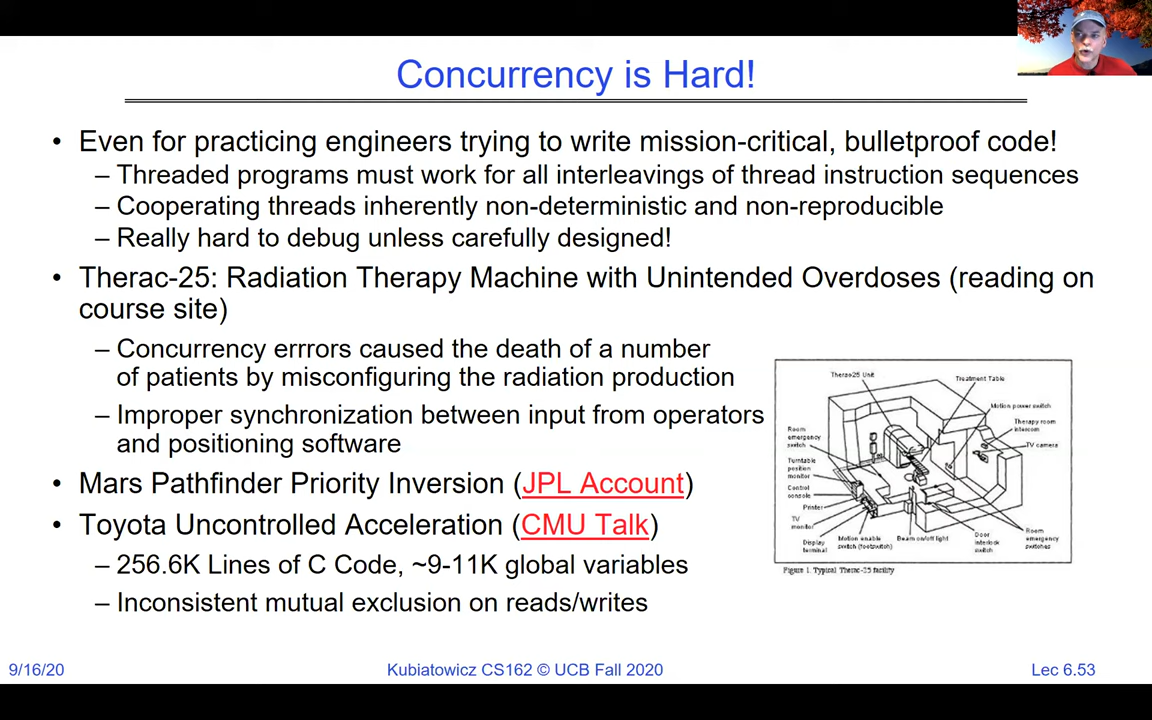 Concurrency is Hard!
• Even for practicing engineers trying to write mission-critical, bulletproof code!
– Threaded programs must work for all interleavings of thread instruction sequences
– Cooperating threads inherently non-deterministic and non-reproducible
– Really hard to debug unless carefully designed!
• Therac-25: Radiation Therapy Machine with Unintended Overdoses (reading on
course site)
– Concurrency errrors caused the death of a number
of patients by misconfiguring the radiation production
– Improper synchronization between input from operators
and positioning software
• Mars Pathfinder Priority Inversion (JPL Account)
• Toyota Uncontrolled Acceleration (CMU Talk)
– 256.6K Lines of C Code, ~9-11K global variables
– Inconsistent mutual exclusion on reads/writes
Therac-25 Unit
Treatment Table
Motion power switch
Therapy room
intercom
TV camera
Room
emergency
switch
Turntable
position
monitor
Control
console
Printer
TV
monitor
Display
terminal
Motion enable
switch (footswitch)
Beam on/off light
Door
interlock
switch
Room
emergency
switches
Figure 1. Typical Therac-25 facility
9/16/20
Kubiatowicz CS162 © UCB Fall 2020
Lec 6.53